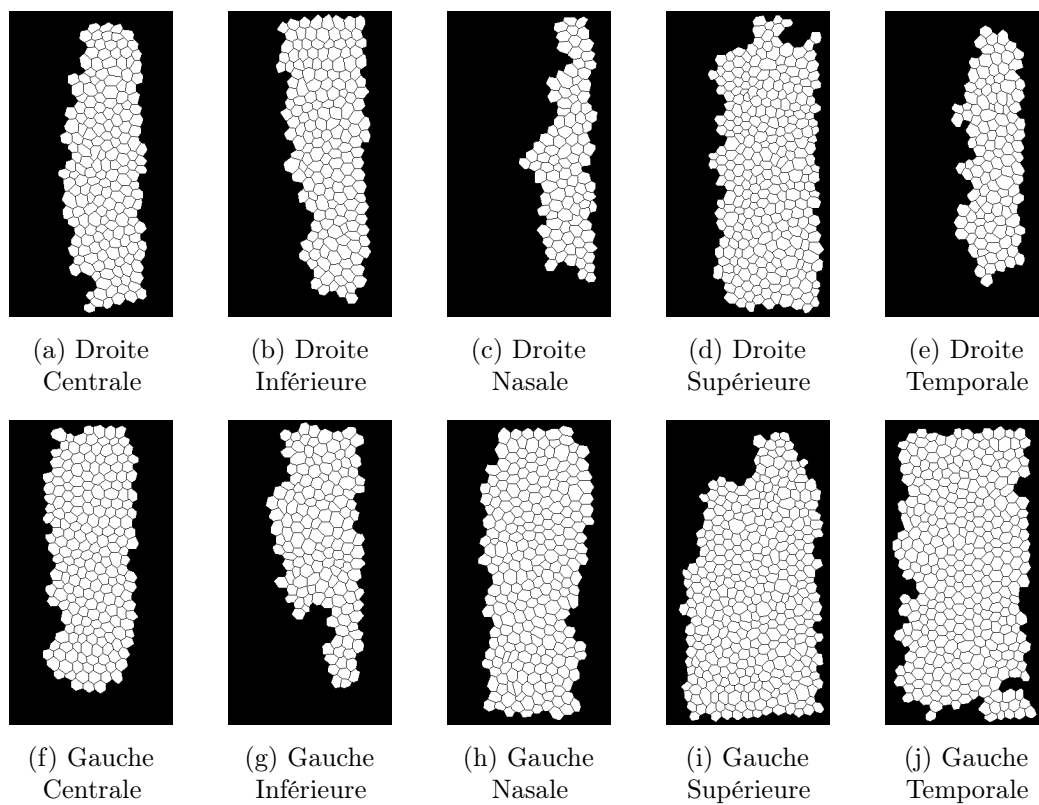 (a) Droite
Centrale
(b) Droite
Inférieure
(c) Droite
Nasale
(d) Droite
Supérieure
(e) Droite
Temporale
(f) Gauche
Centrale
(g) Gauche
Inférieure
(h) Gauche
Nasale
(i) Gauche
Supérieure
(j) Gauche
Temporale